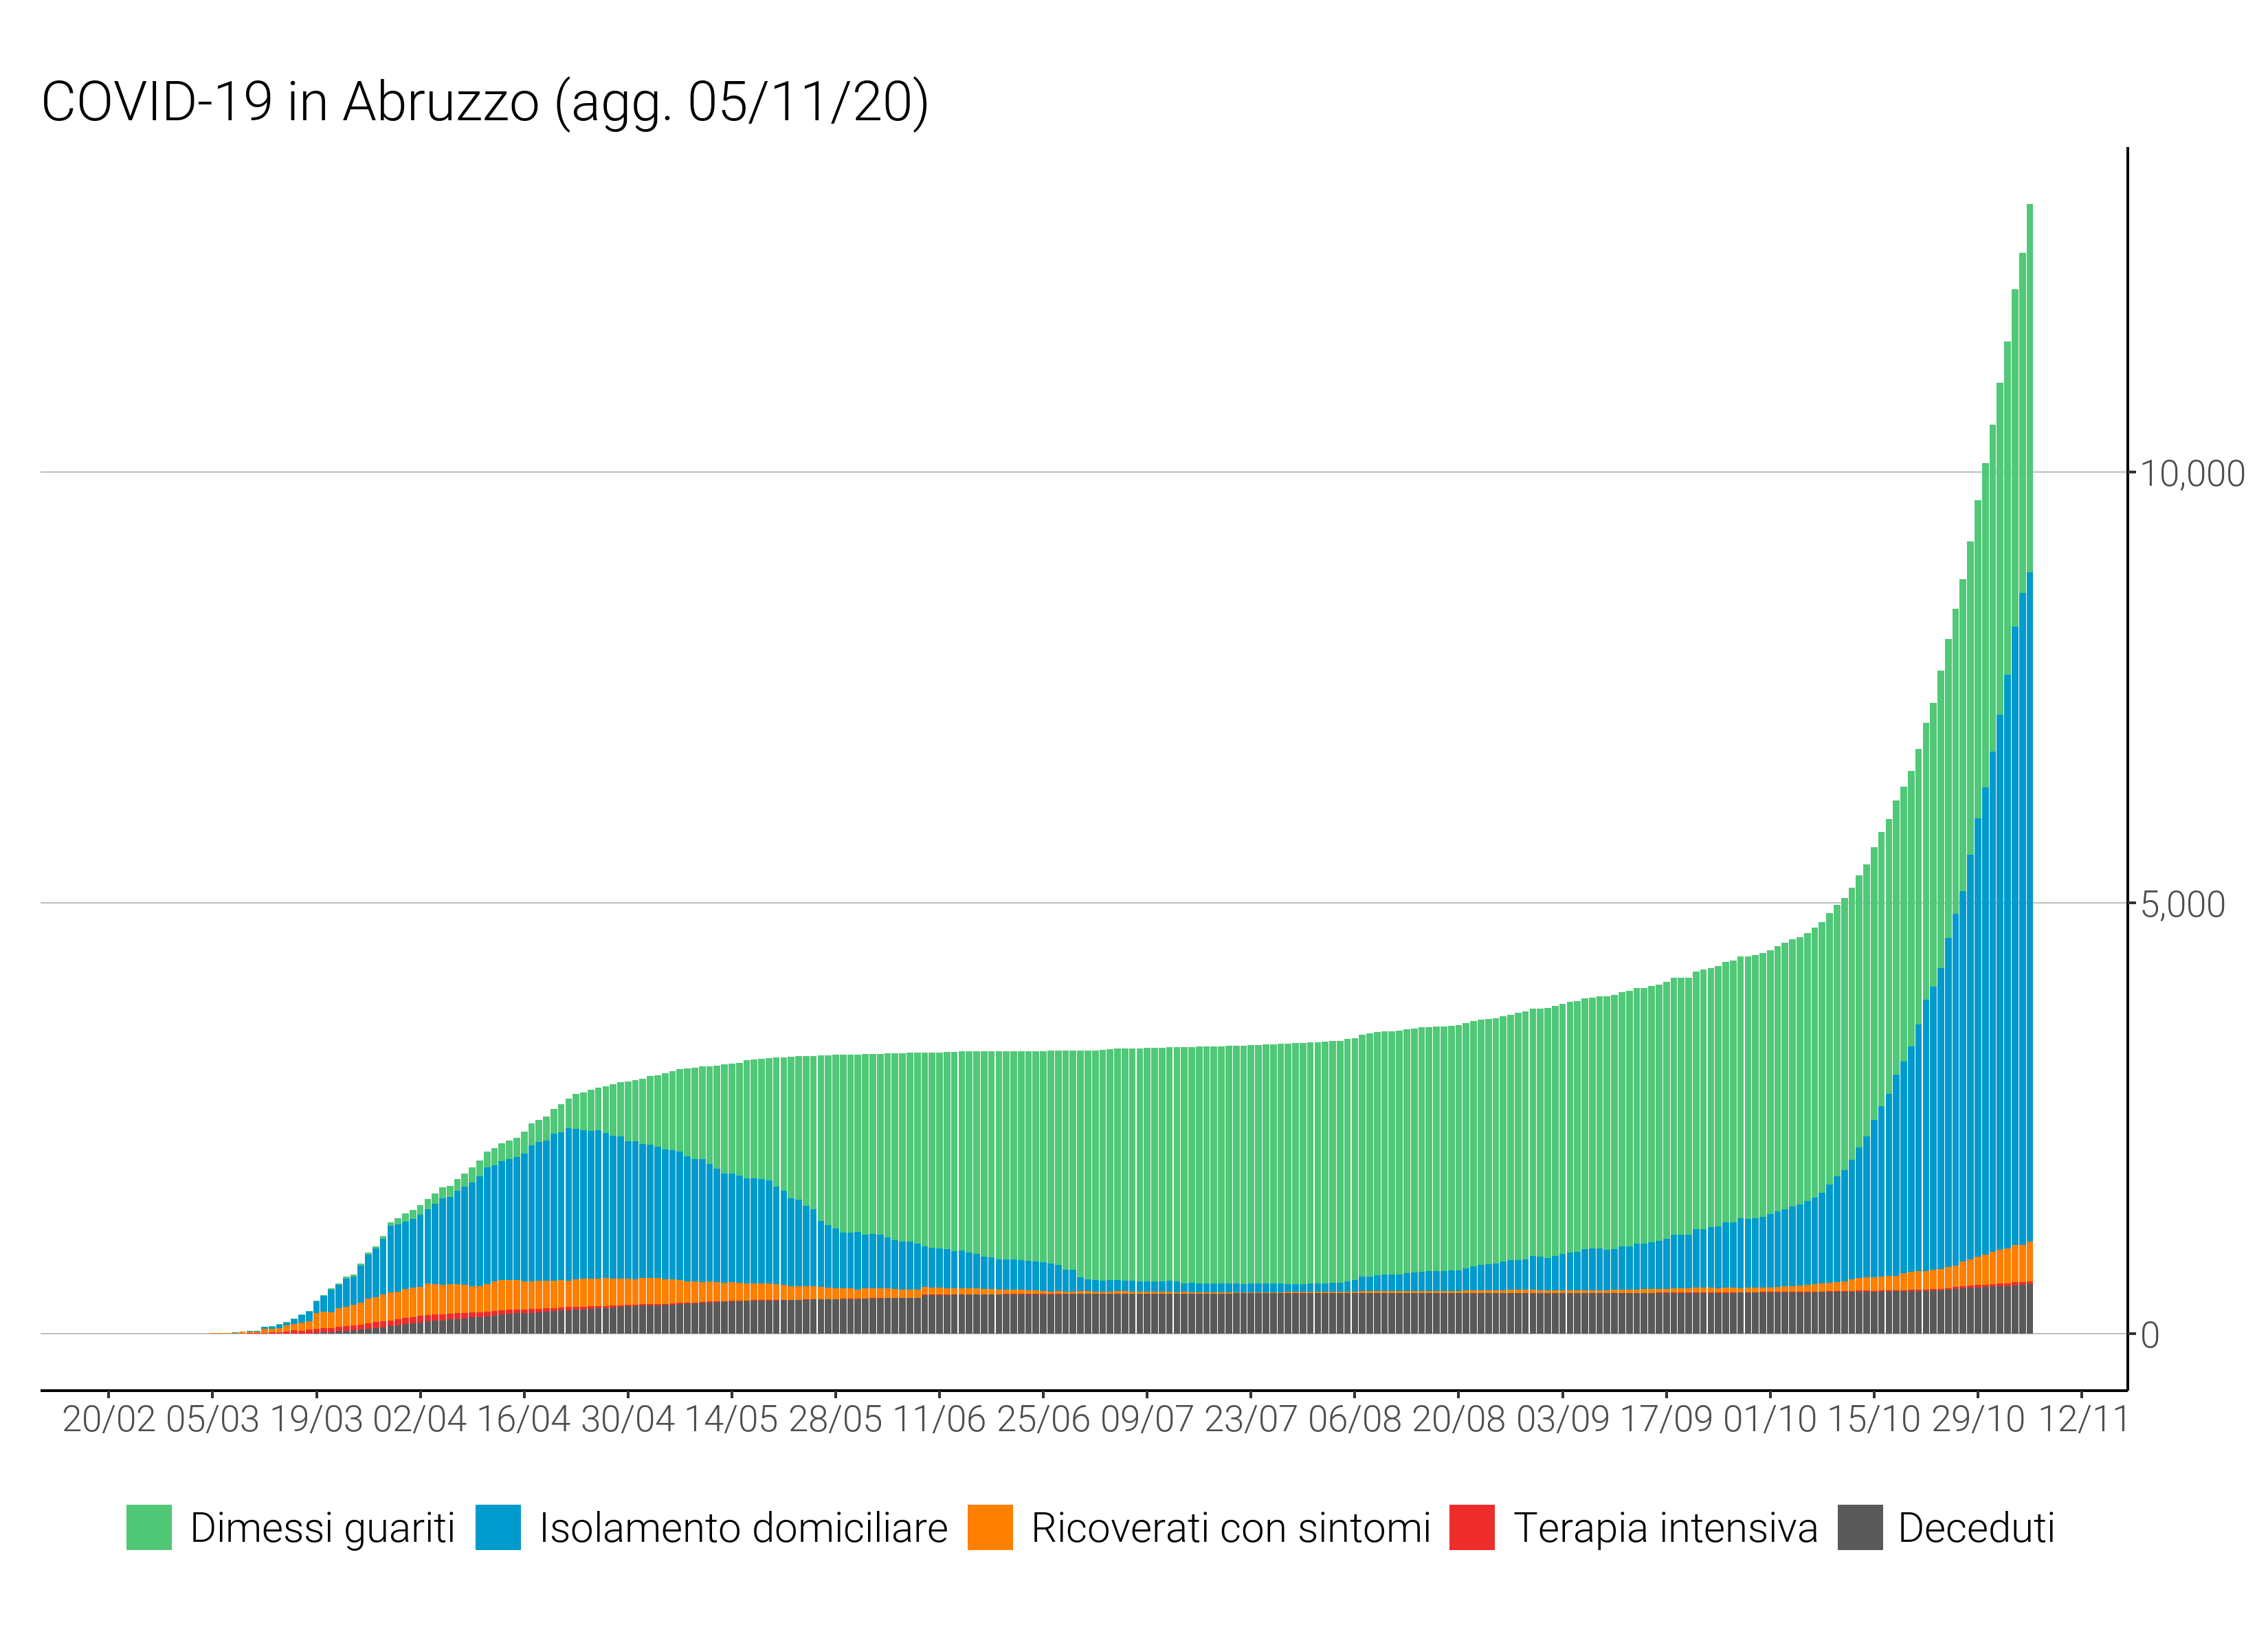 COVID-19 in Abruzzo (agg. 05/11/20)
10,000
5,000
0
20/02 05/03 19/03 02/04 16/04 30/04 14/05 28/05 11/06 25/06 09/07 23/07 06/08 20/08 03/09 17/09 01/10 15/10 29/10 12/11
Dimessi guariti Isolamento domiciliare Ricoverati con sintomi Terapia intensiva Deceduti